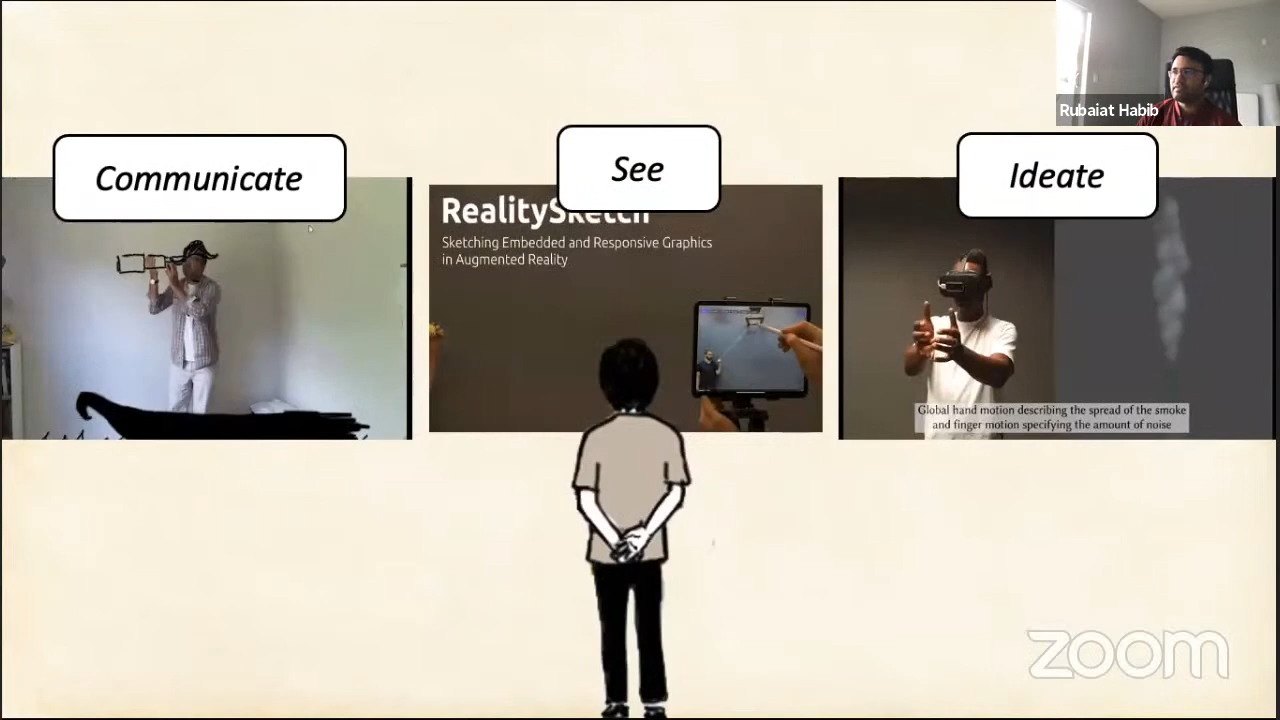 Rubaiat Habib
Communicate
See
Ideate
RealitySketch
Sketching Embedded and Responsive Graphics
in Augmented Reality
Global hand motion describing the spread of the smoke
and finger motion specifying the amount of noise
zoom